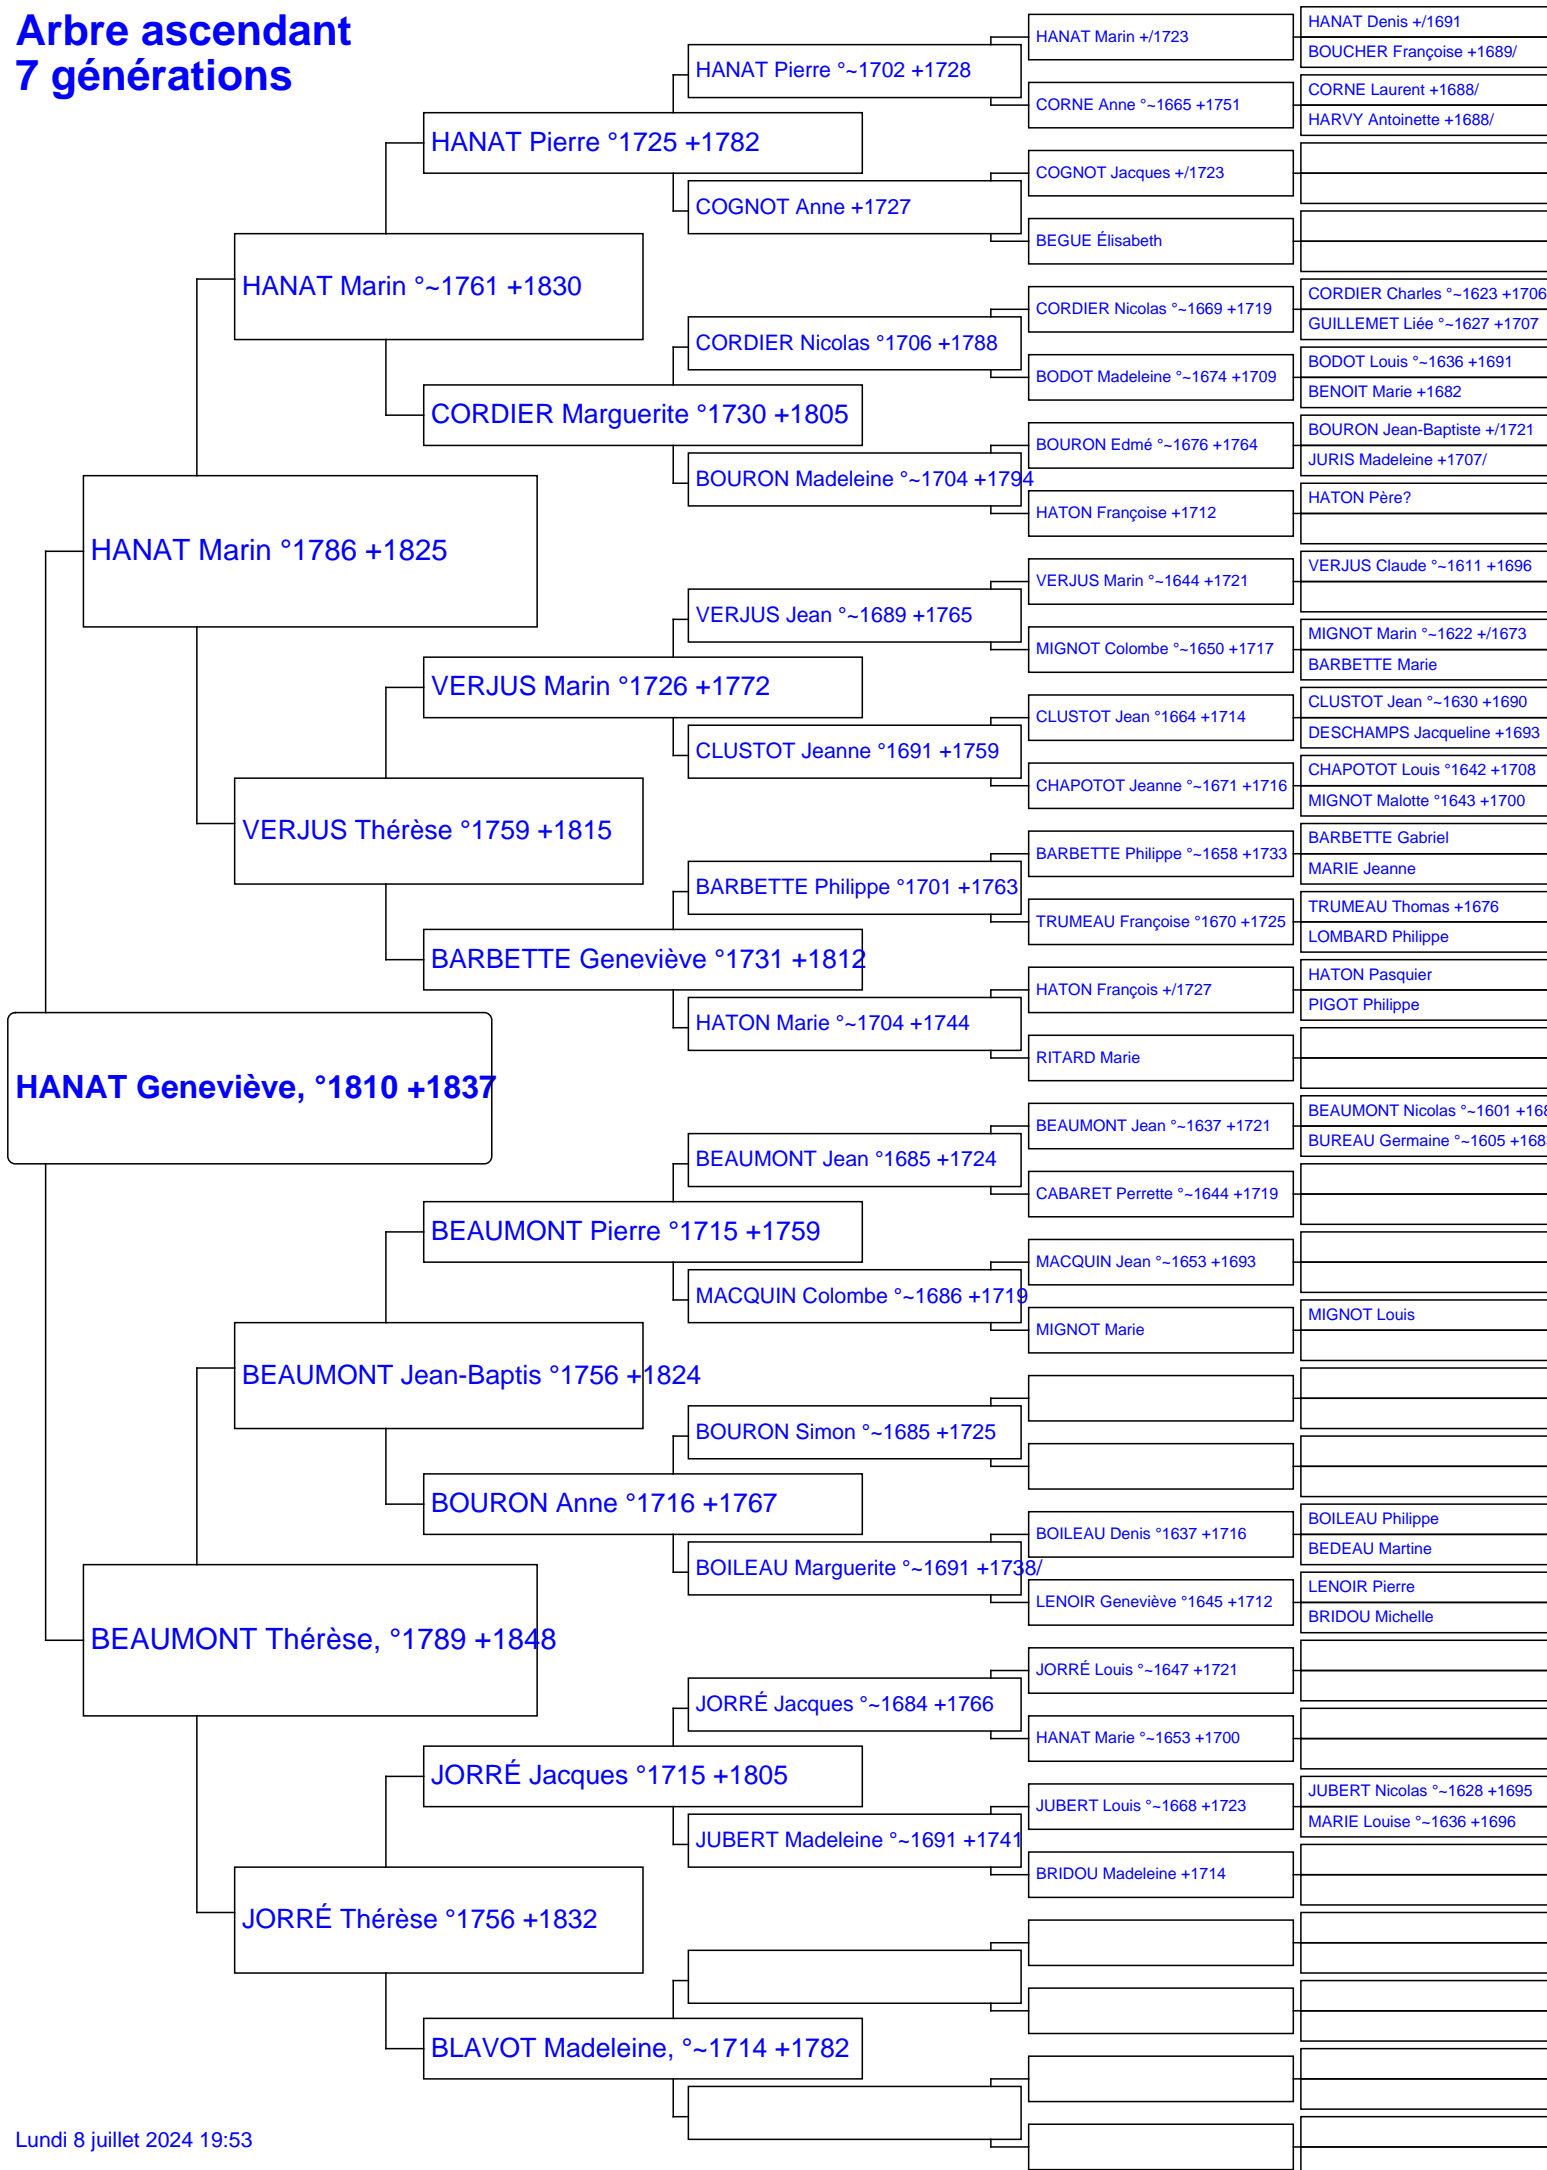 Arbre ascendant
7 générations
HANAT Geneviève, °1810 +1837
HANAT Marin °1786 +1825
BEAUMONT Thérèse, °1789 +1848
HANAT Marin °~1761 +1830
VERJUS Thérèse °1759 +1815
BEAUMONT Jean-Baptis °1756 +1824
JORRÉ Thérèse °1756 +1832
HANAT Pierre °1725 +1782
CORDIER Marguerite °1730 +1805
VERJUS Marin °1726 +1772
BARBETTE Geneviève °1731 +1812
BEAUMONT Pierre °1715 +1759
BOURON Anne °1716 +1767
JORRÉ Jacques °1715 +1805
BLAVOT Madeleine, °~1714 +1782
HANAT Pierre °~1702 +1728
COGNOT Anne +1727
CORDIER Nicolas °1706 +1788
BOURON Madeleine °~1704 +1794
VERJUS Jean °~1689 +1765
CLUSTOT Jeanne °1691 +1759
BARBETTE Philippe °1701 +1763
HATON Marie °~1704 +1744
BEAUMONT Jean °1685 +1724
MACQUIN Colombe °~1686 +1719
BOURON Simon °~1685 +1725
BOILEAU Marguerite °~1691 +1738/
JORRÉ Jacques °~1684 +1766
JUBERT Madeleine °~1691 +1741
HANAT Marin +/1723
CORNE Anne °~1665 +1751
COGNOT Jacques +/1723
BEGUE Élisabeth
CORDIER Nicolas °~1669 +1719
BODOT Madeleine °~1674 +1709
BOURON Edmé °~1676 +1764
HATON Françoise +1712
VERJUS Marin °~1644 +1721
MIGNOT Colombe °~1650 +1717
CLUSTOT Jean °1664 +1714
CHAPOTOT Jeanne °~1671 +1716
BARBETTE Philippe °~1658 +1733
TRUMEAU Françoise °1670 +1725
HATON François +/1727
RITARD Marie
BEAUMONT Jean °~1637 +1721
CABARET Perrette °~1644 +1719
MACQUIN Jean °~1653 +1693
MIGNOT Marie
BOILEAU Denis °1637 +1716
LENOIR Geneviève °1645 +1712
JORRÉ Louis °~1647 +1721
HANAT Marie °~1653 +1700
JUBERT Louis °~1668 +1723
BRIDOU Madeleine +1714
HANAT Denis +/1691
BOUCHER Françoise +1689/
CORNE Laurent +1688/
HARVY Antoinette +1688/
CORDIER Charles °~1623 +1706
GUILLEMET Liée °~1627 +1707
BODOT Louis °~1636 +1691
BENOIT Marie +1682
BOURON Jean-Baptiste +/1721
JURIS Madeleine +1707/
HATON Père?
VERJUS Claude °~1611 +1696
MIGNOT Marin °~1622 +/1673
BARBETTE Marie
CLUSTOT Jean °~1630 +1690
DESCHAMPS Jacqueline +1693
CHAPOTOT Louis °1642 +1708
MIGNOT Malotte °1643 +1700
BARBETTE Gabriel
MARIE Jeanne
TRUMEAU Thomas +1676
LOMBARD Philippe
HATON Pasquier
PIGOT Philippe
BEAUMONT Nicolas °~1601
BUREAU Germaine °~1605
MIGNOT Louis
BOILEAU Philippe
BEDEAU Martine
LENOIR Pierre
BRIDOU Michelle
JUBERT Nicolas °~1628 +1695
MARIE Louise °~1636 +1696
Lundi 8 juillet 2024 19:53